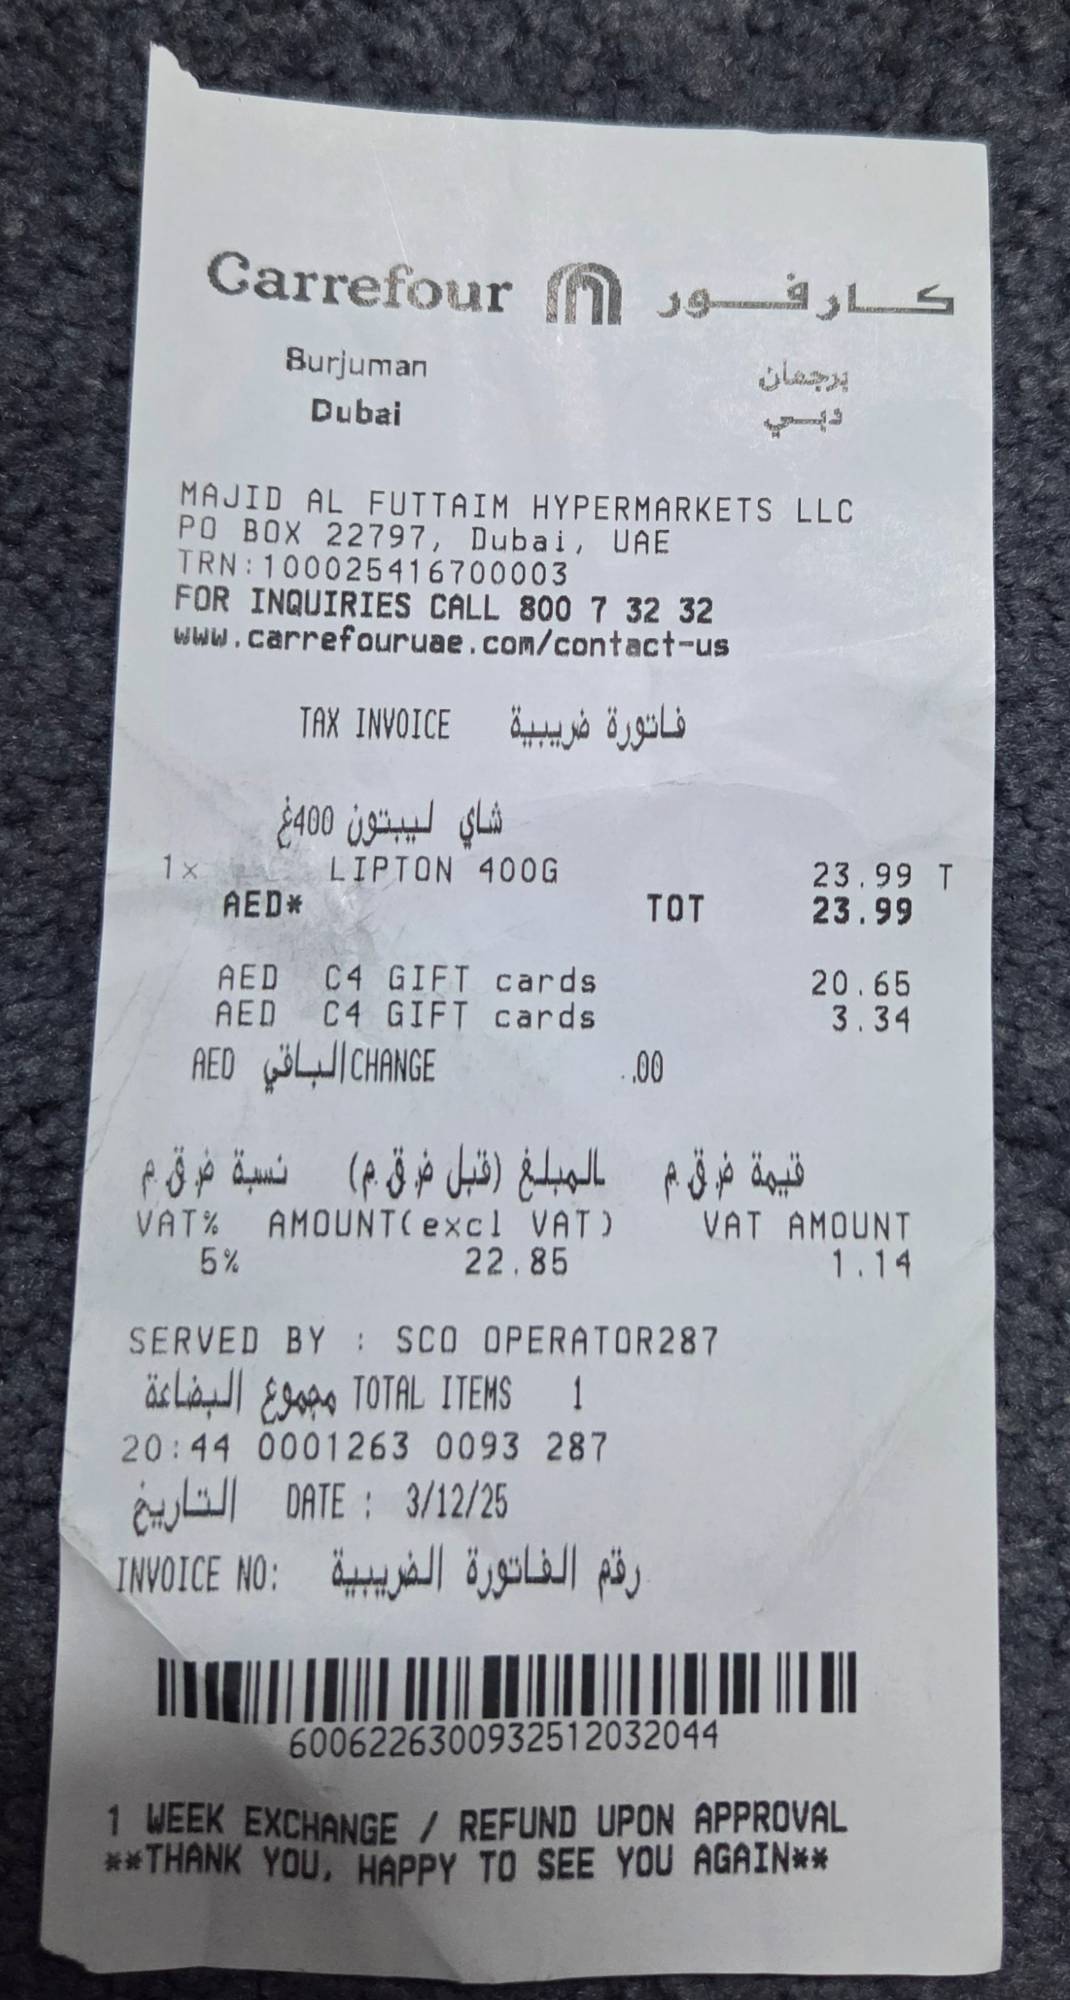 Carrefour كارفور
Burjuman برجمان
Dubai دبي
MAJID AL FUTTAIM HYPERMARKETS LLC
PO BOX 22797, Dubai, UAE
TRN:100025416700003
FOR INQUIRIES CALL 800 7 32 32
www.carrefouruae.com/contact-us
TAX INVOICE فاتورة ضريبية
شاي ليبتون 400غ
1x LIPTON 400G 23.99 T
AED* TOT 23.99
AED C4 GIFT cards 20.65
AED C4 GIFT cards 3.34
AED الباقي CHANGE .00
نسبة ض.ق.م المبلغ (قبل ض.ق.م) قيمة ض.ق.م
VAT% AMOUNT(excl VAT) VAT AMOUNT
5% 22.85 1.14
SERVED BY : SCO OPERATOR287
مجموع البضاعة TOTAL ITEMS 1
20:44 0001263 0093 287
التاريخ DATE : 3/12/25
INVOICE NO: رقم الفاتورة الضريبية
6006226300932512032044
1 WEEK EXCHANGE / REFUND UPON APPROVAL
**THANK YOU, HAPPY TO SEE YOU AGAIN**